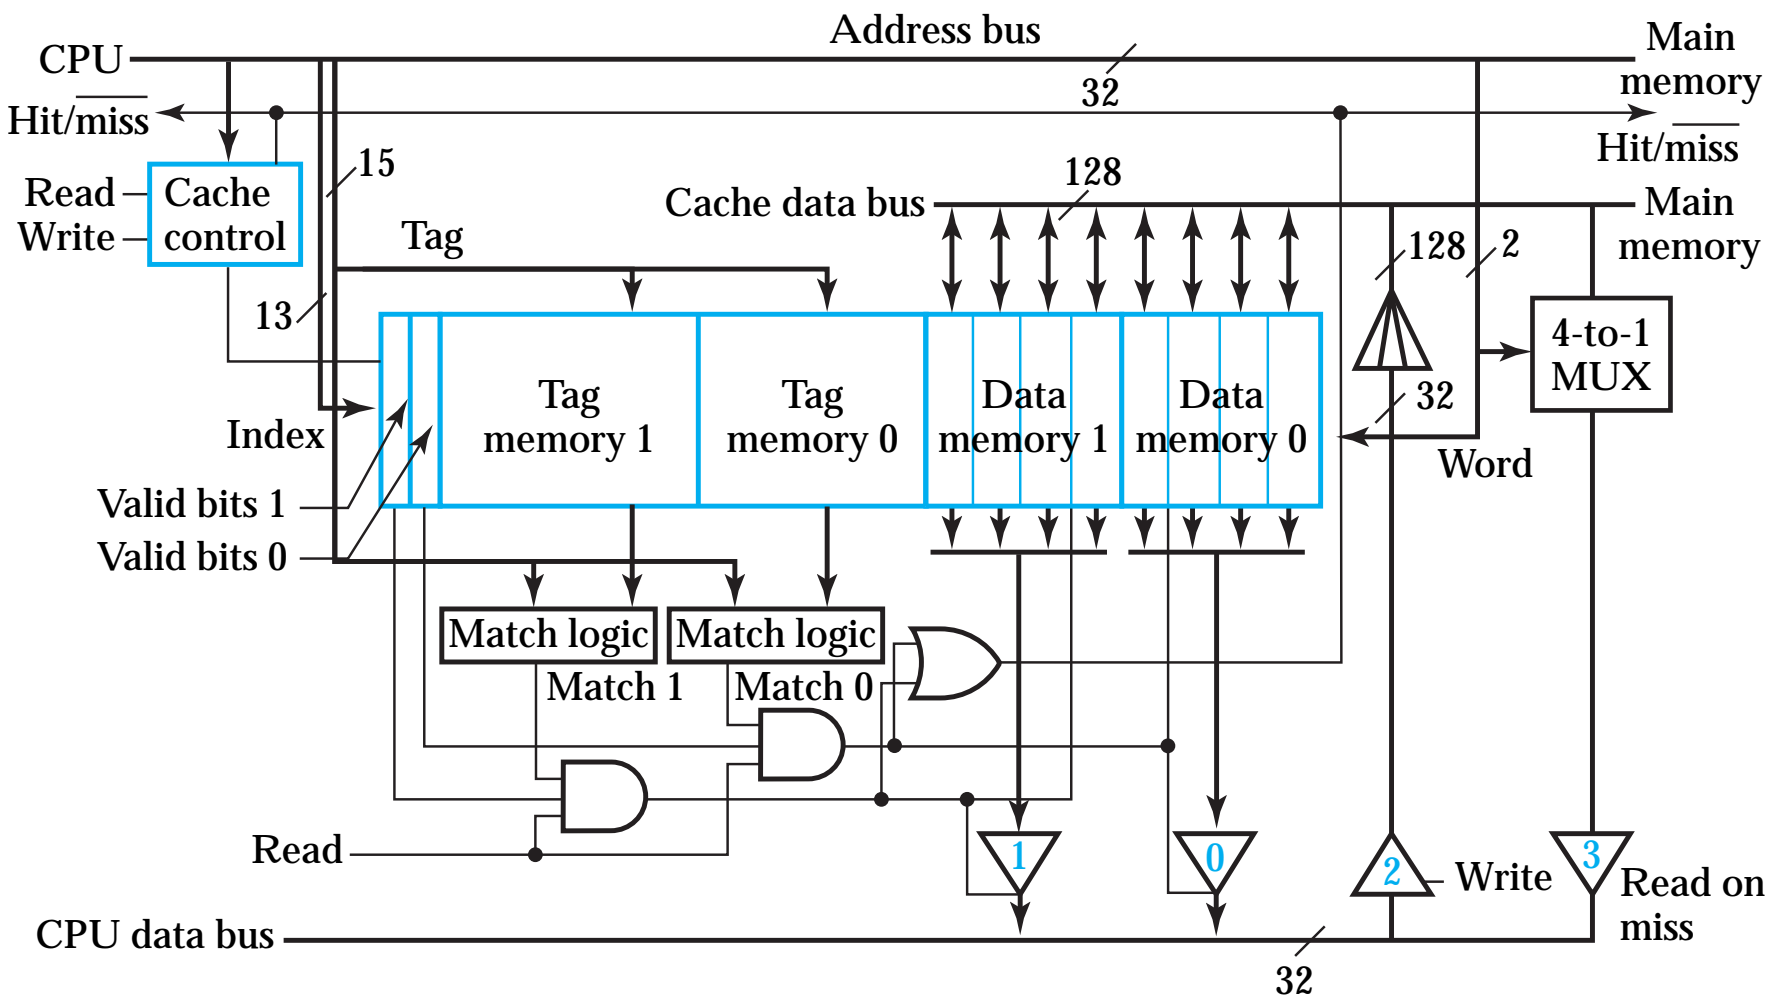 Address bus
CPU
Main
memory
32
Hit/miss
Hit/miss
15
128
Read
Write
Cache
control
Cache data bus
Main
memory
Tag
128
2
13
4-to-1
MUX
Tag
memory 1
Tag
memory 0
Data
memory 1
Data
memory 0
32
Index
Word
Valid bits 1
Valid bits 0
Match logic
Match logic
Match 1
Match 0
Read
1
0
2
3
Write
Read on
miss
CPU data bus
32